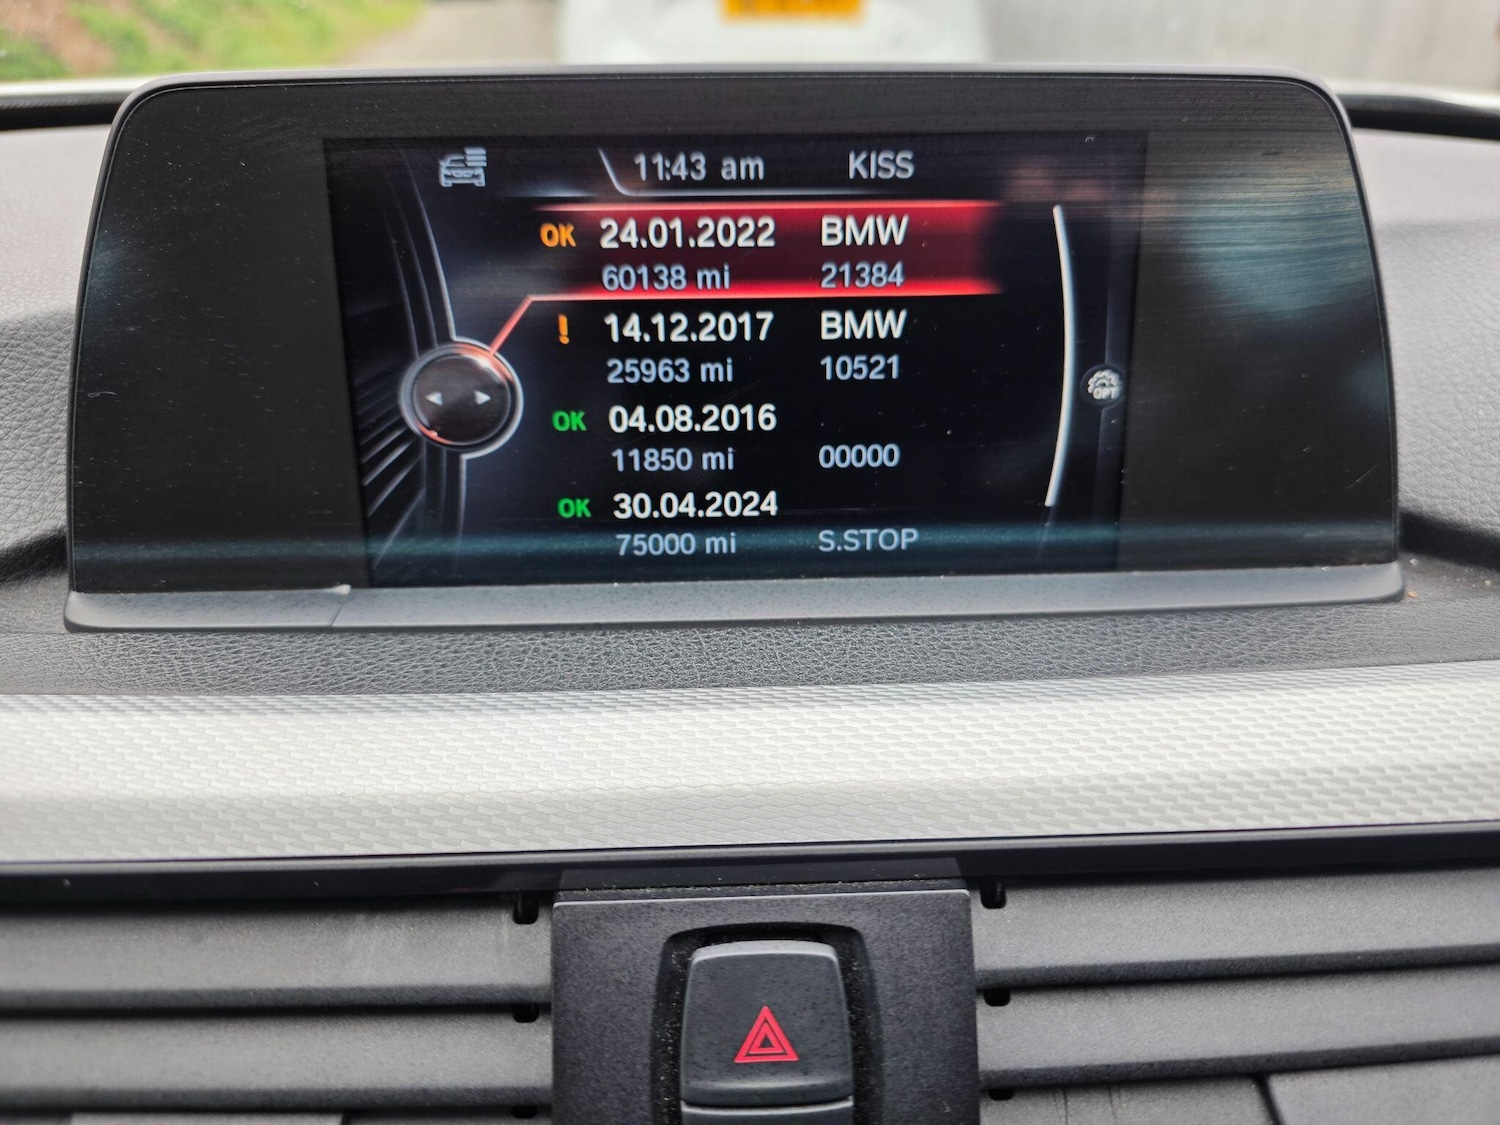 11:43 am KISS
OK 24.01.2022 BMW
60138 mi 21384
! 14.12.2017 BMW
25963 mi 10521
OK 04.08.2016
11850 mi 00000
OK 30.04.2024
75000 mi S.STOP
OPT